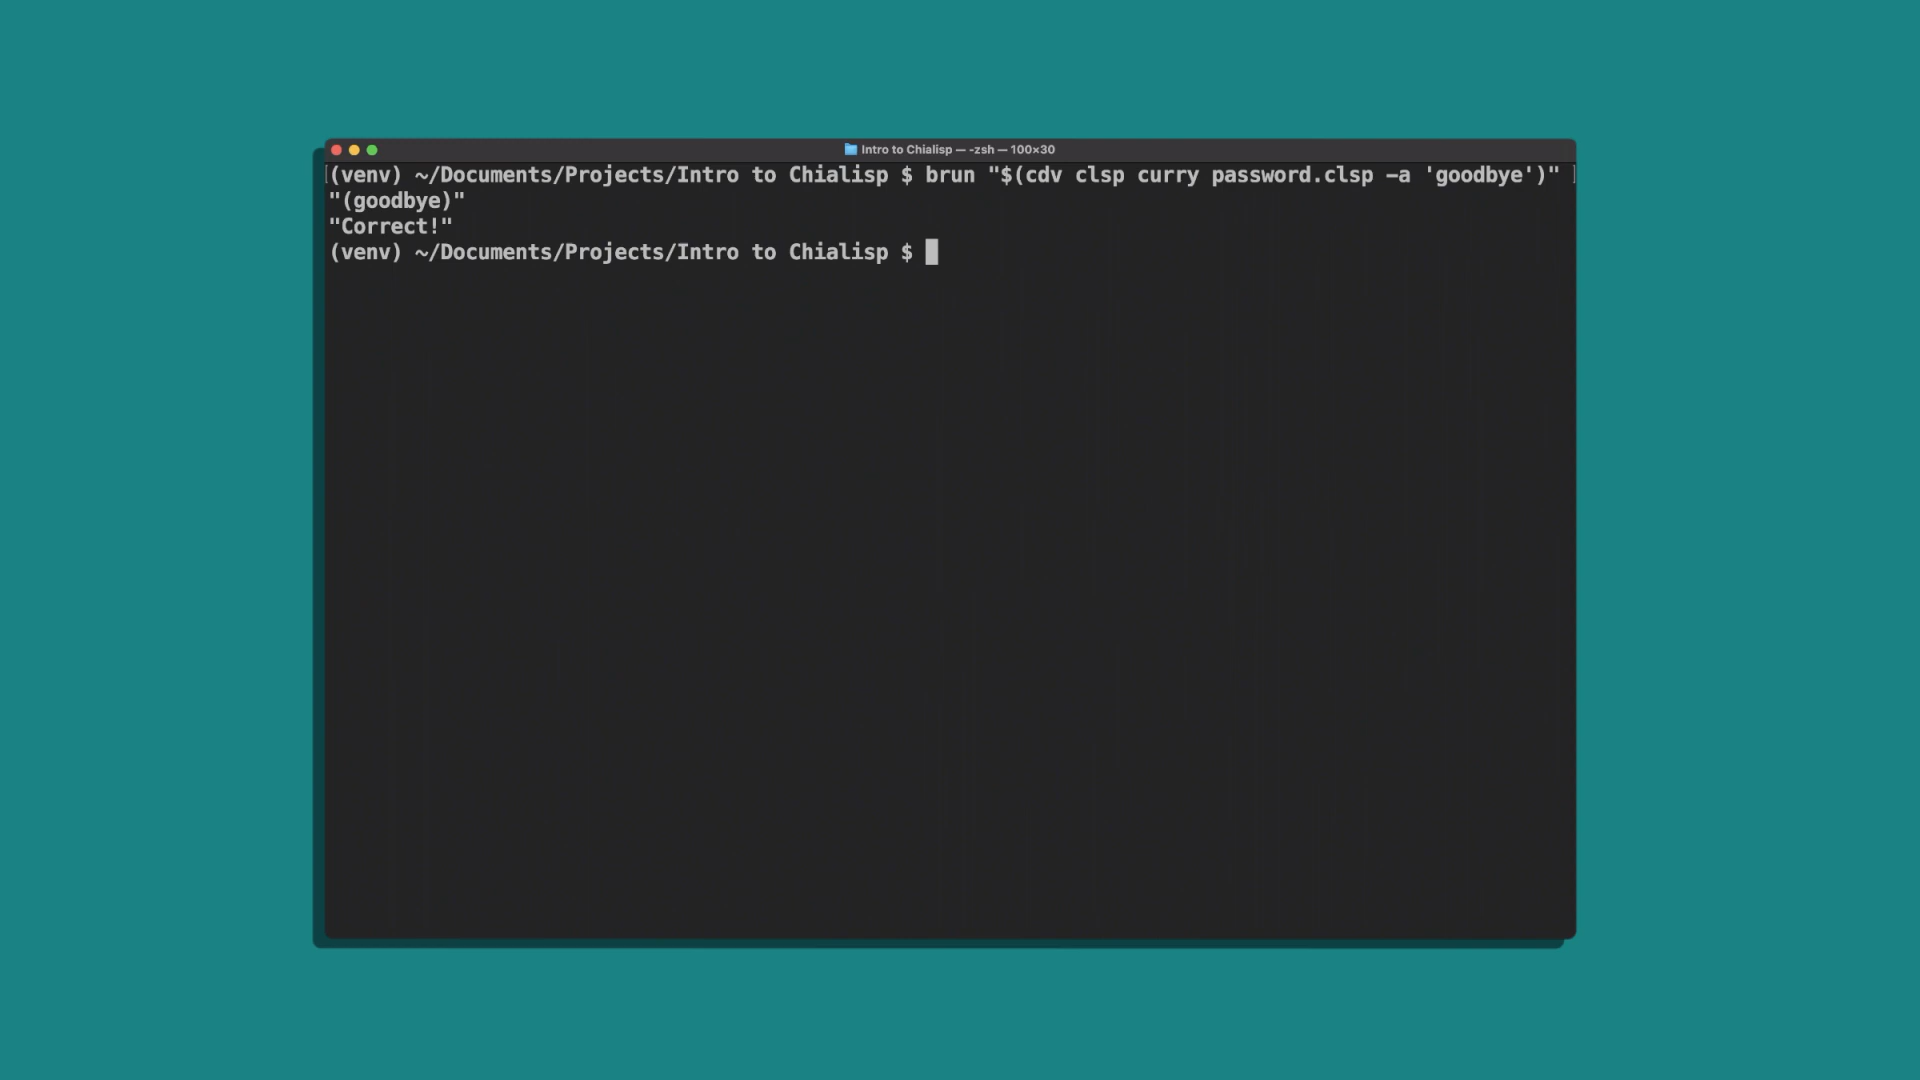 Intro to Chialisp — -zsh — 100×30
(venv) ~/Documents/Projects/Intro to Chialisp $ brun "$(cdv clsp curry password.clsp -a 'goodbye')"
"(goodbye)"
"Correct!"
(venv) ~/Documents/Projects/Intro to Chialisp $